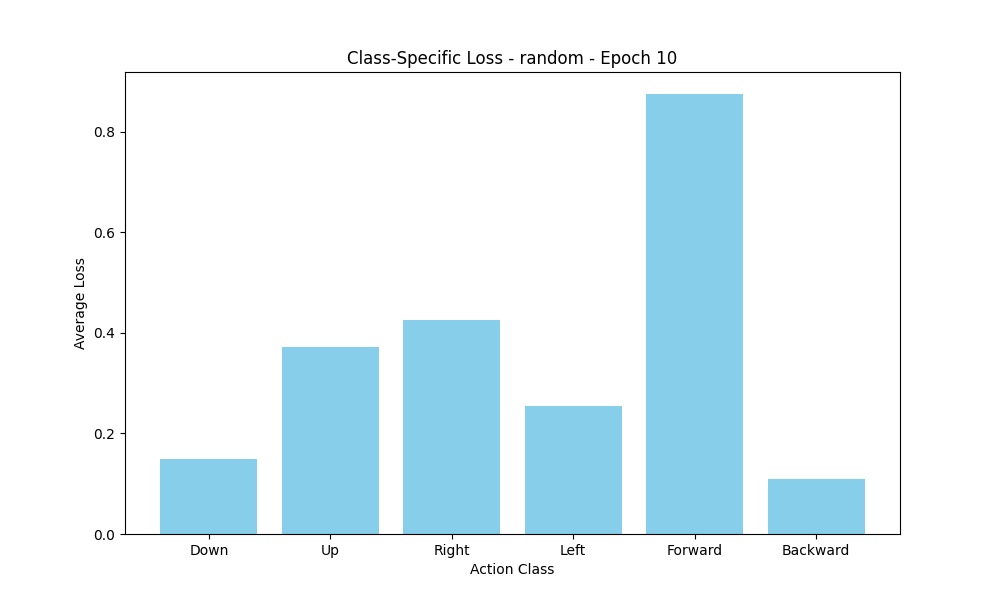 Class-Specific Loss - random - Epoch 10
Average Loss
0.8
0.6
0.4
0.2
0.0
Down Up Right Left Forward Backward
Action Class